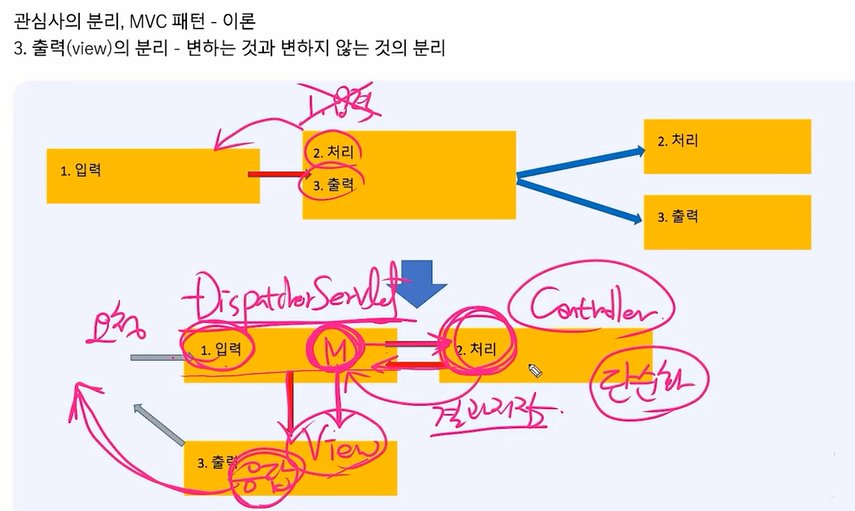 관심사의 분리, MVC 패턴 - 이론
3. 출력(view)의 분리 - 변하는 것과 변하지 않는 것의 분리
1. 입력
1. 입력
2. 처리
3. 출력
2. 처리
3. 출력
DispatcherServlet
Controller
요청
1. 입력
M
2. 처리
단순화
결과저장
View
3. 출력
응답